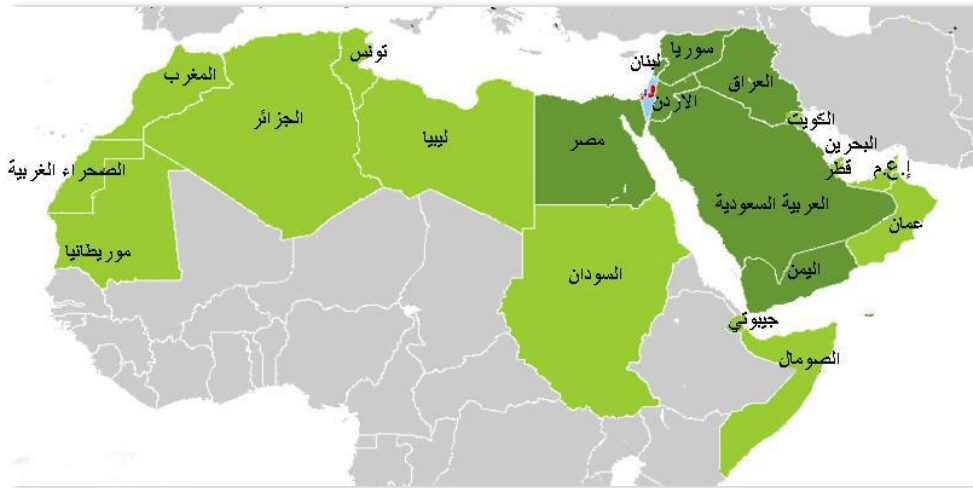 تونس
المغرب
الجزائر
ليبيا
مصر
سوريا
لبنان
العراق
الاردن
الكويت
البحرين
قطر
إ.ع.م
الصحراء الغربية
العربية السعودية
عمان
موريطانيا
السودان
اليمن
جيبوتي
الصومال